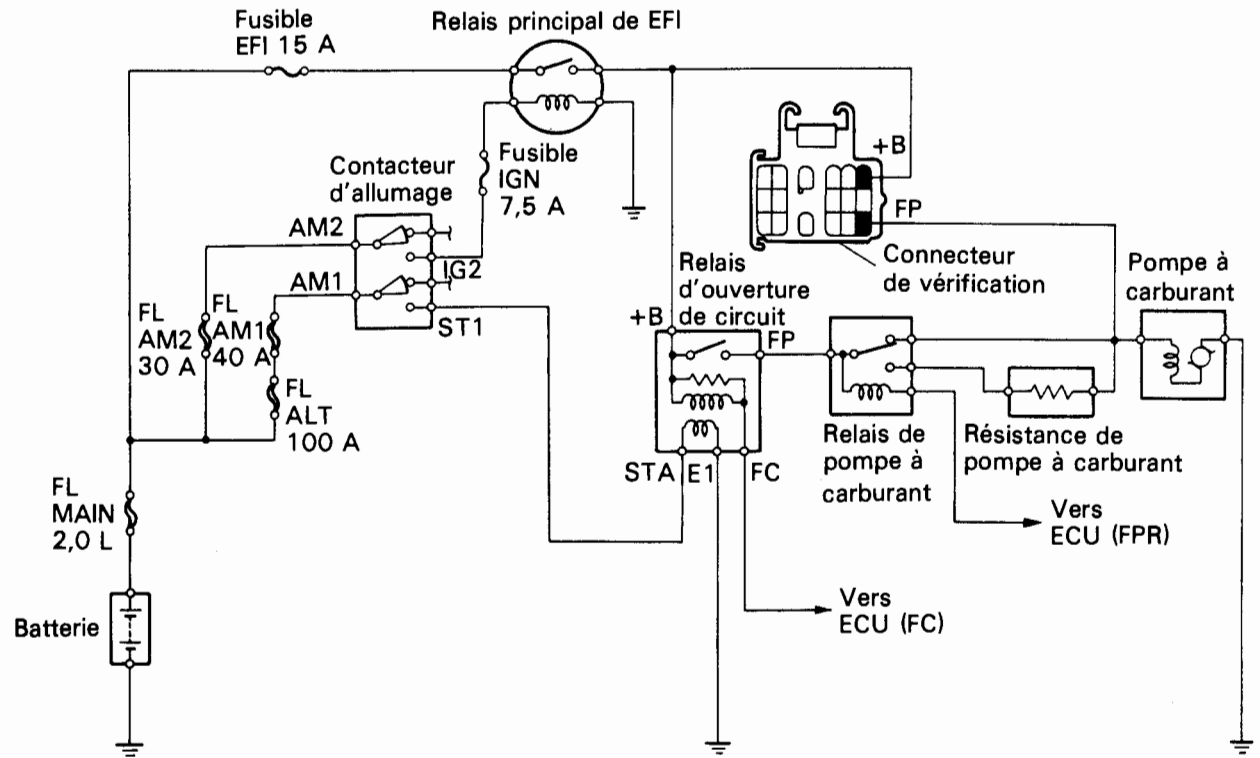 Fusible
EFI 15 A
Relais principal de EFI
Fusible
IGN
7,5 A
Contacteur
d'allumage
AM2
AM1
IG2
ST1
+B
FP
Connecteur
de vérification
FL
AM2
30 A
FL
AM1
40 A
FL
ALT
100 A
Relais
d'ouverture
de circuit
+B
FP
STA
E1
FC
Pompe à
carburant
Relais de
pompe à
carburant
Résistance de
pompe à carburant
FL
MAIN
2,0 L
Vers
ECU (FPR)
Vers
ECU (FC)
Batterie